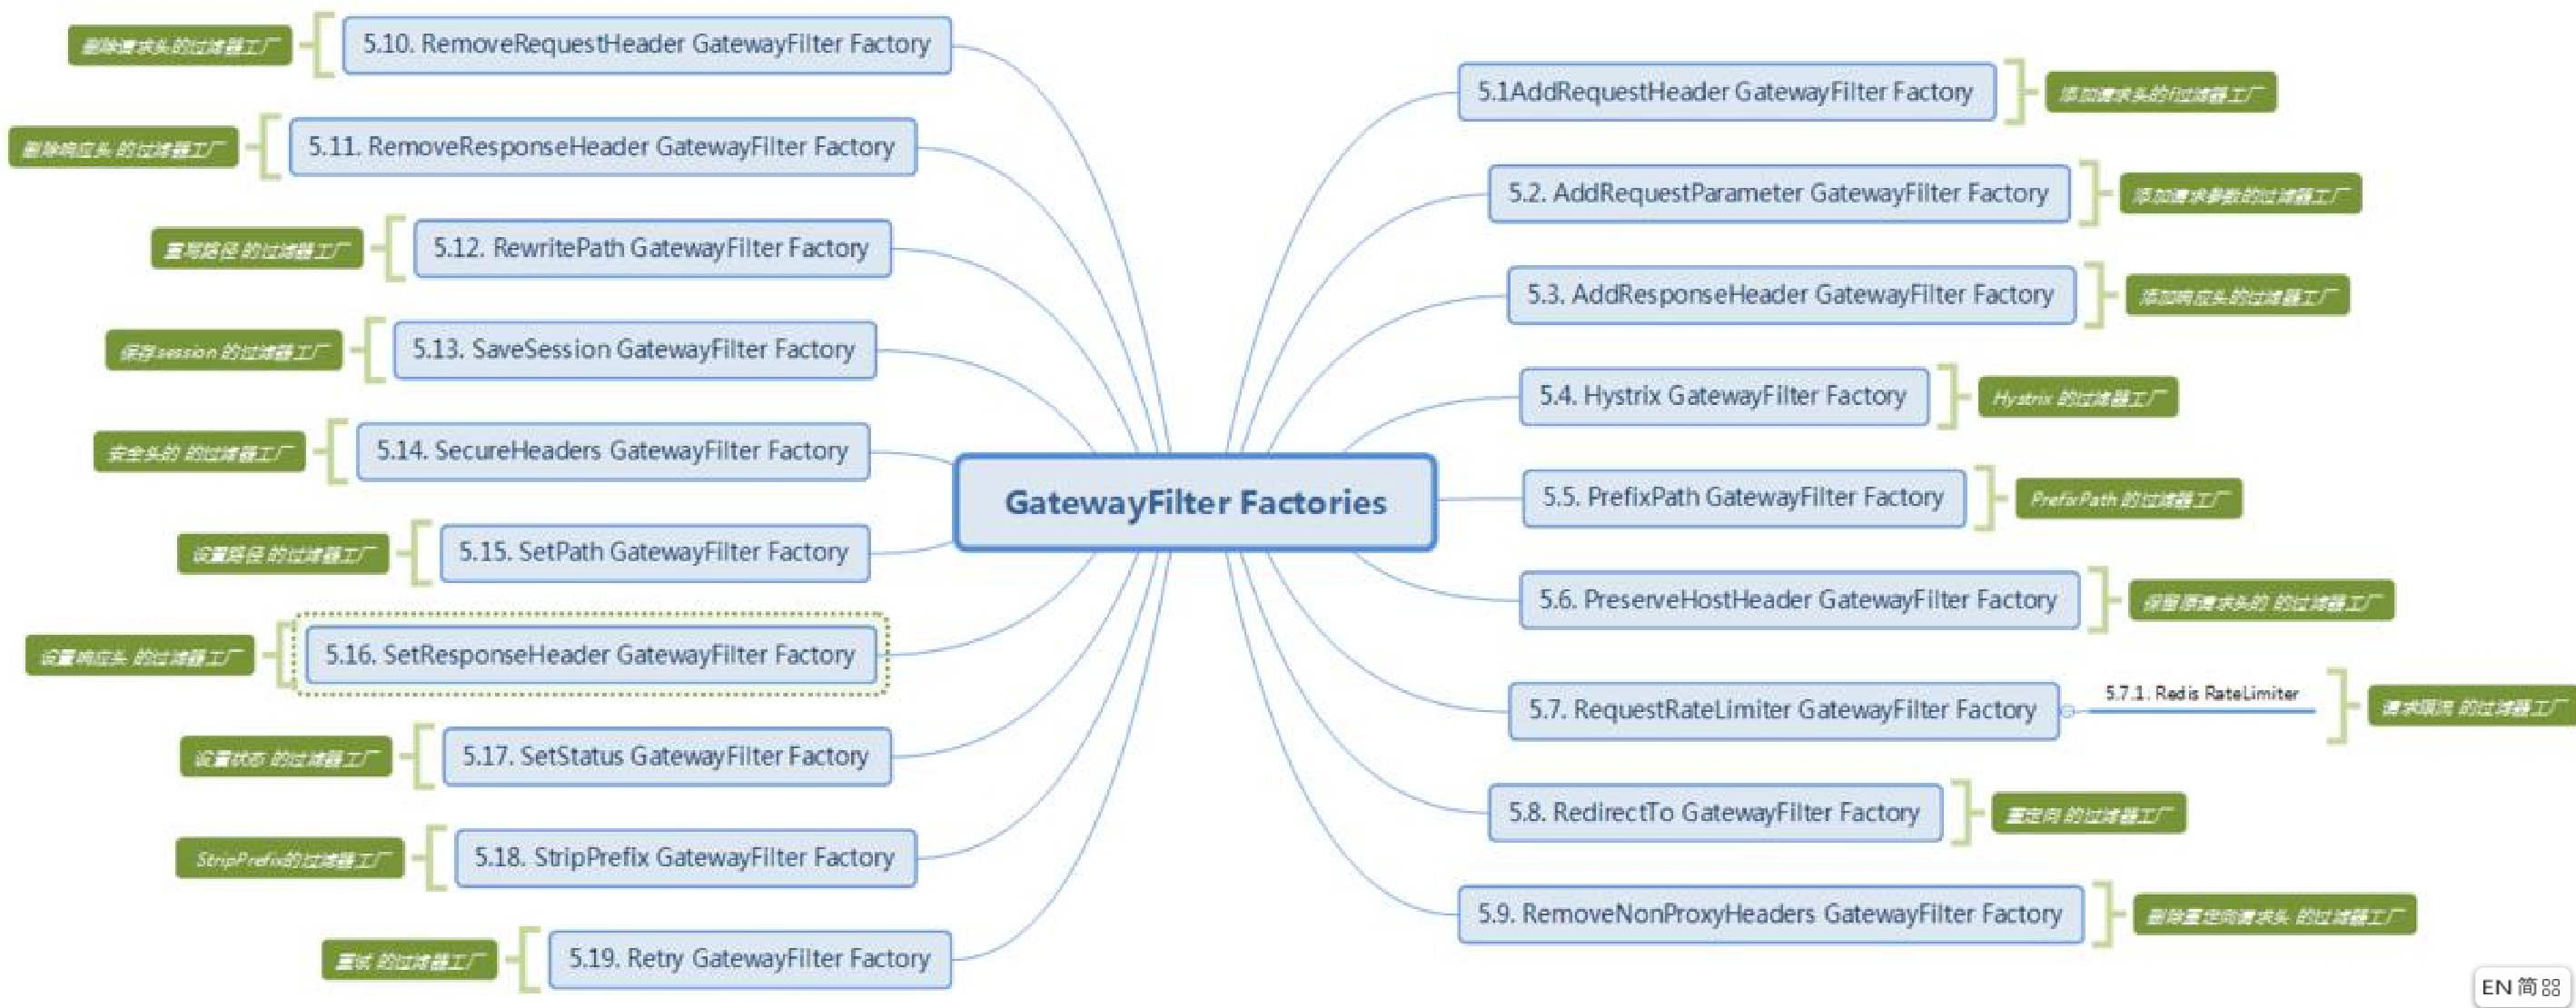 GatewayFilter Factories
5.1AddRequestHeader GatewayFilter Factory
添加请求头的f过滤器工厂
5.2. AddRequestParameter GatewayFilter Factory
添加请求参数的过滤器工厂
5.3. AddResponseHeader GatewayFilter Factory
添加响应头的过滤器工厂
5.4. Hystrix GatewayFilter Factory
Hystrix 的过滤器工厂
5.5. PrefixPath GatewayFilter Factory
PrefixPath 的过滤器工厂
5.6. PreserveHostHeader GatewayFilter Factory
保留原请求头的 的过滤器工厂
5.7. RequestRateLimiter GatewayFilter Factory
5.7.1. Redis RateLimiter
请求限流 的过滤器工厂
5.8. RedirectTo GatewayFilter Factory
重定向 的过滤器工厂
5.9. RemoveNonProxyHeaders GatewayFilter Factory
删除重定向请求头 的过滤器工厂
5.10. RemoveRequestHeader GatewayFilter Factory
删除请求头的过滤器工厂
5.11. RemoveResponseHeader GatewayFilter Factory
删除响应头 的过滤器工厂
5.12. RewritePath GatewayFilter Factory
重写路径 的过滤器工厂
5.13. SaveSession GatewayFilter Factory
保存session 的过滤器工厂
5.14. SecureHeaders GatewayFilter Factory
安全头的 的过滤器工厂
5.15. SetPath GatewayFilter Factory
设置路径 的过滤器工厂
5.16. SetResponseHeader GatewayFilter Factory
设置响应头 的过滤器工厂
5.17. SetStatus GatewayFilter Factory
设置状态 的过滤器工厂
5.18. StripPrefix GatewayFilter Factory
StripPrefix的过滤器工厂
5.19. Retry GatewayFilter Factory
重试 的过滤器工厂
EN 简